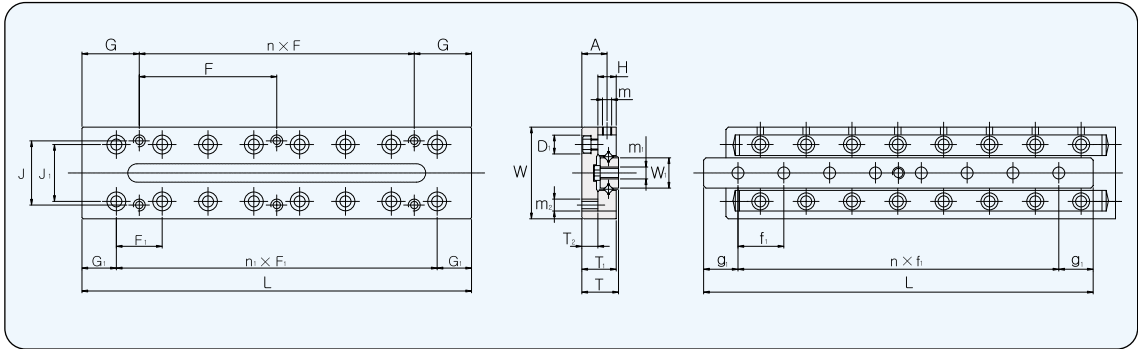 G
n × F
G
F
J
J₁
F₁
G₁
n₁ × F₁
G₁
L
A
H
m
D₁
m₁
W
W₁
m₂
T₂
T₁
T
f₁
g₁
n × f₁
g₁
L